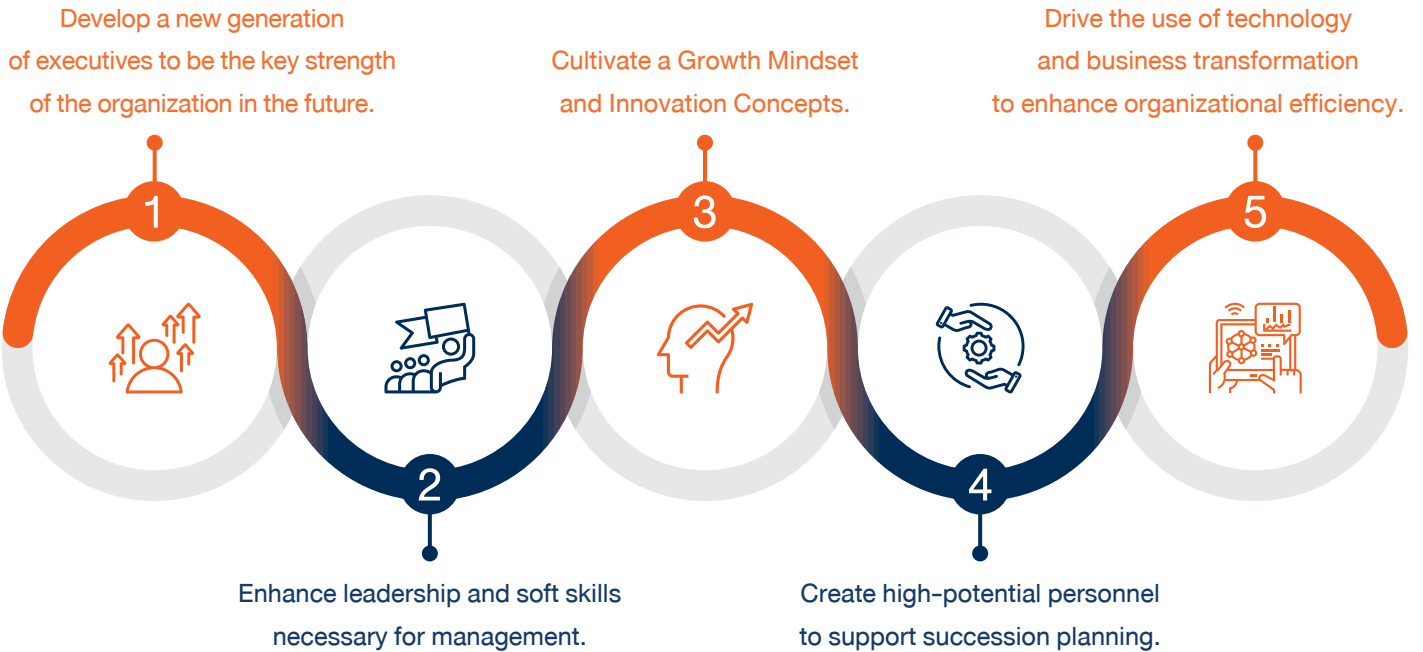 Develop a new generation
of executives to be the key strength
of the organization in the future.
1
Enhance leadership and soft skills
necessary for management.
2
Cultivate a Growth Mindset
and Innovation Concepts.
3
Create high-potential personnel
to support succession planning.
4
Drive the use of technology
and business transformation
to enhance organizational efficiency.
5